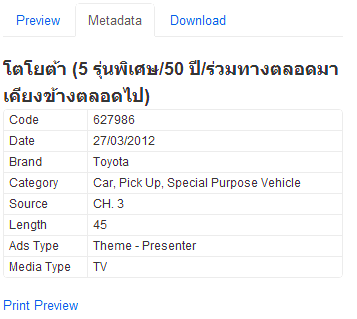 Preview Metadata Download
โตโยต้า (5 รุ่นพิเศษ/50 ปี/ร่วมทางตลอดมา
เคียงข้างตลอดไป)
Code 627986
Date 27/03/2012
Brand Toyota
Category Car, Pick Up, Special Purpose Vehicle
Source CH. 3
Length 45
Ads Type Theme - Presenter
Media Type TV
Print Preview